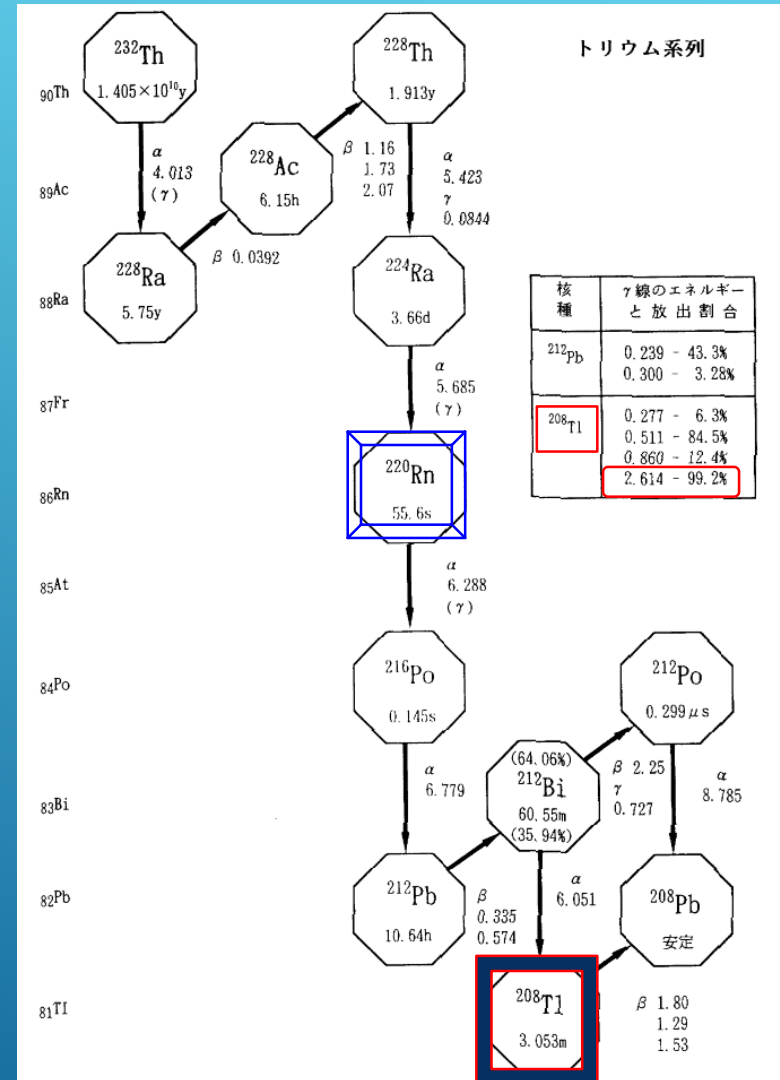 トリウム系列
90Th
89Ac
88Ra
87Fr
86Rn
85At
84Po
83Bi
82Pb
81Tl
232Th
1.405×10¹⁰y
α
4.013
(γ)
228Ra
5.75y
β 0.0392
228Ac
6.15h
β 1.16
1.73
2.07
228Th
1.913y
α
5.423
γ
0.0844
224Ra
3.66d
α
5.685
(γ)
220Rn
55.6s
α
6.288
(γ)
216Po
0.145s
α
6.779
212Pb
10.64h
β
0.335
0.574
(64.06%)
212Bi
60.55m
(35.94%)
β 2.25
γ
0.727
212Po
0.299μs
α
8.785
α
6.051
208Tl
3.053m
β 1.80
1.29
1.53
208Pb
安定
核種
γ線のエネルギー
と放出割合
212Pb
0.239 - 43.3%
0.300 - 3.28%
208Tl
0.277 - 6.3%
0.511 - 84.5%
0.860 - 12.4%
2.614 - 99.2%